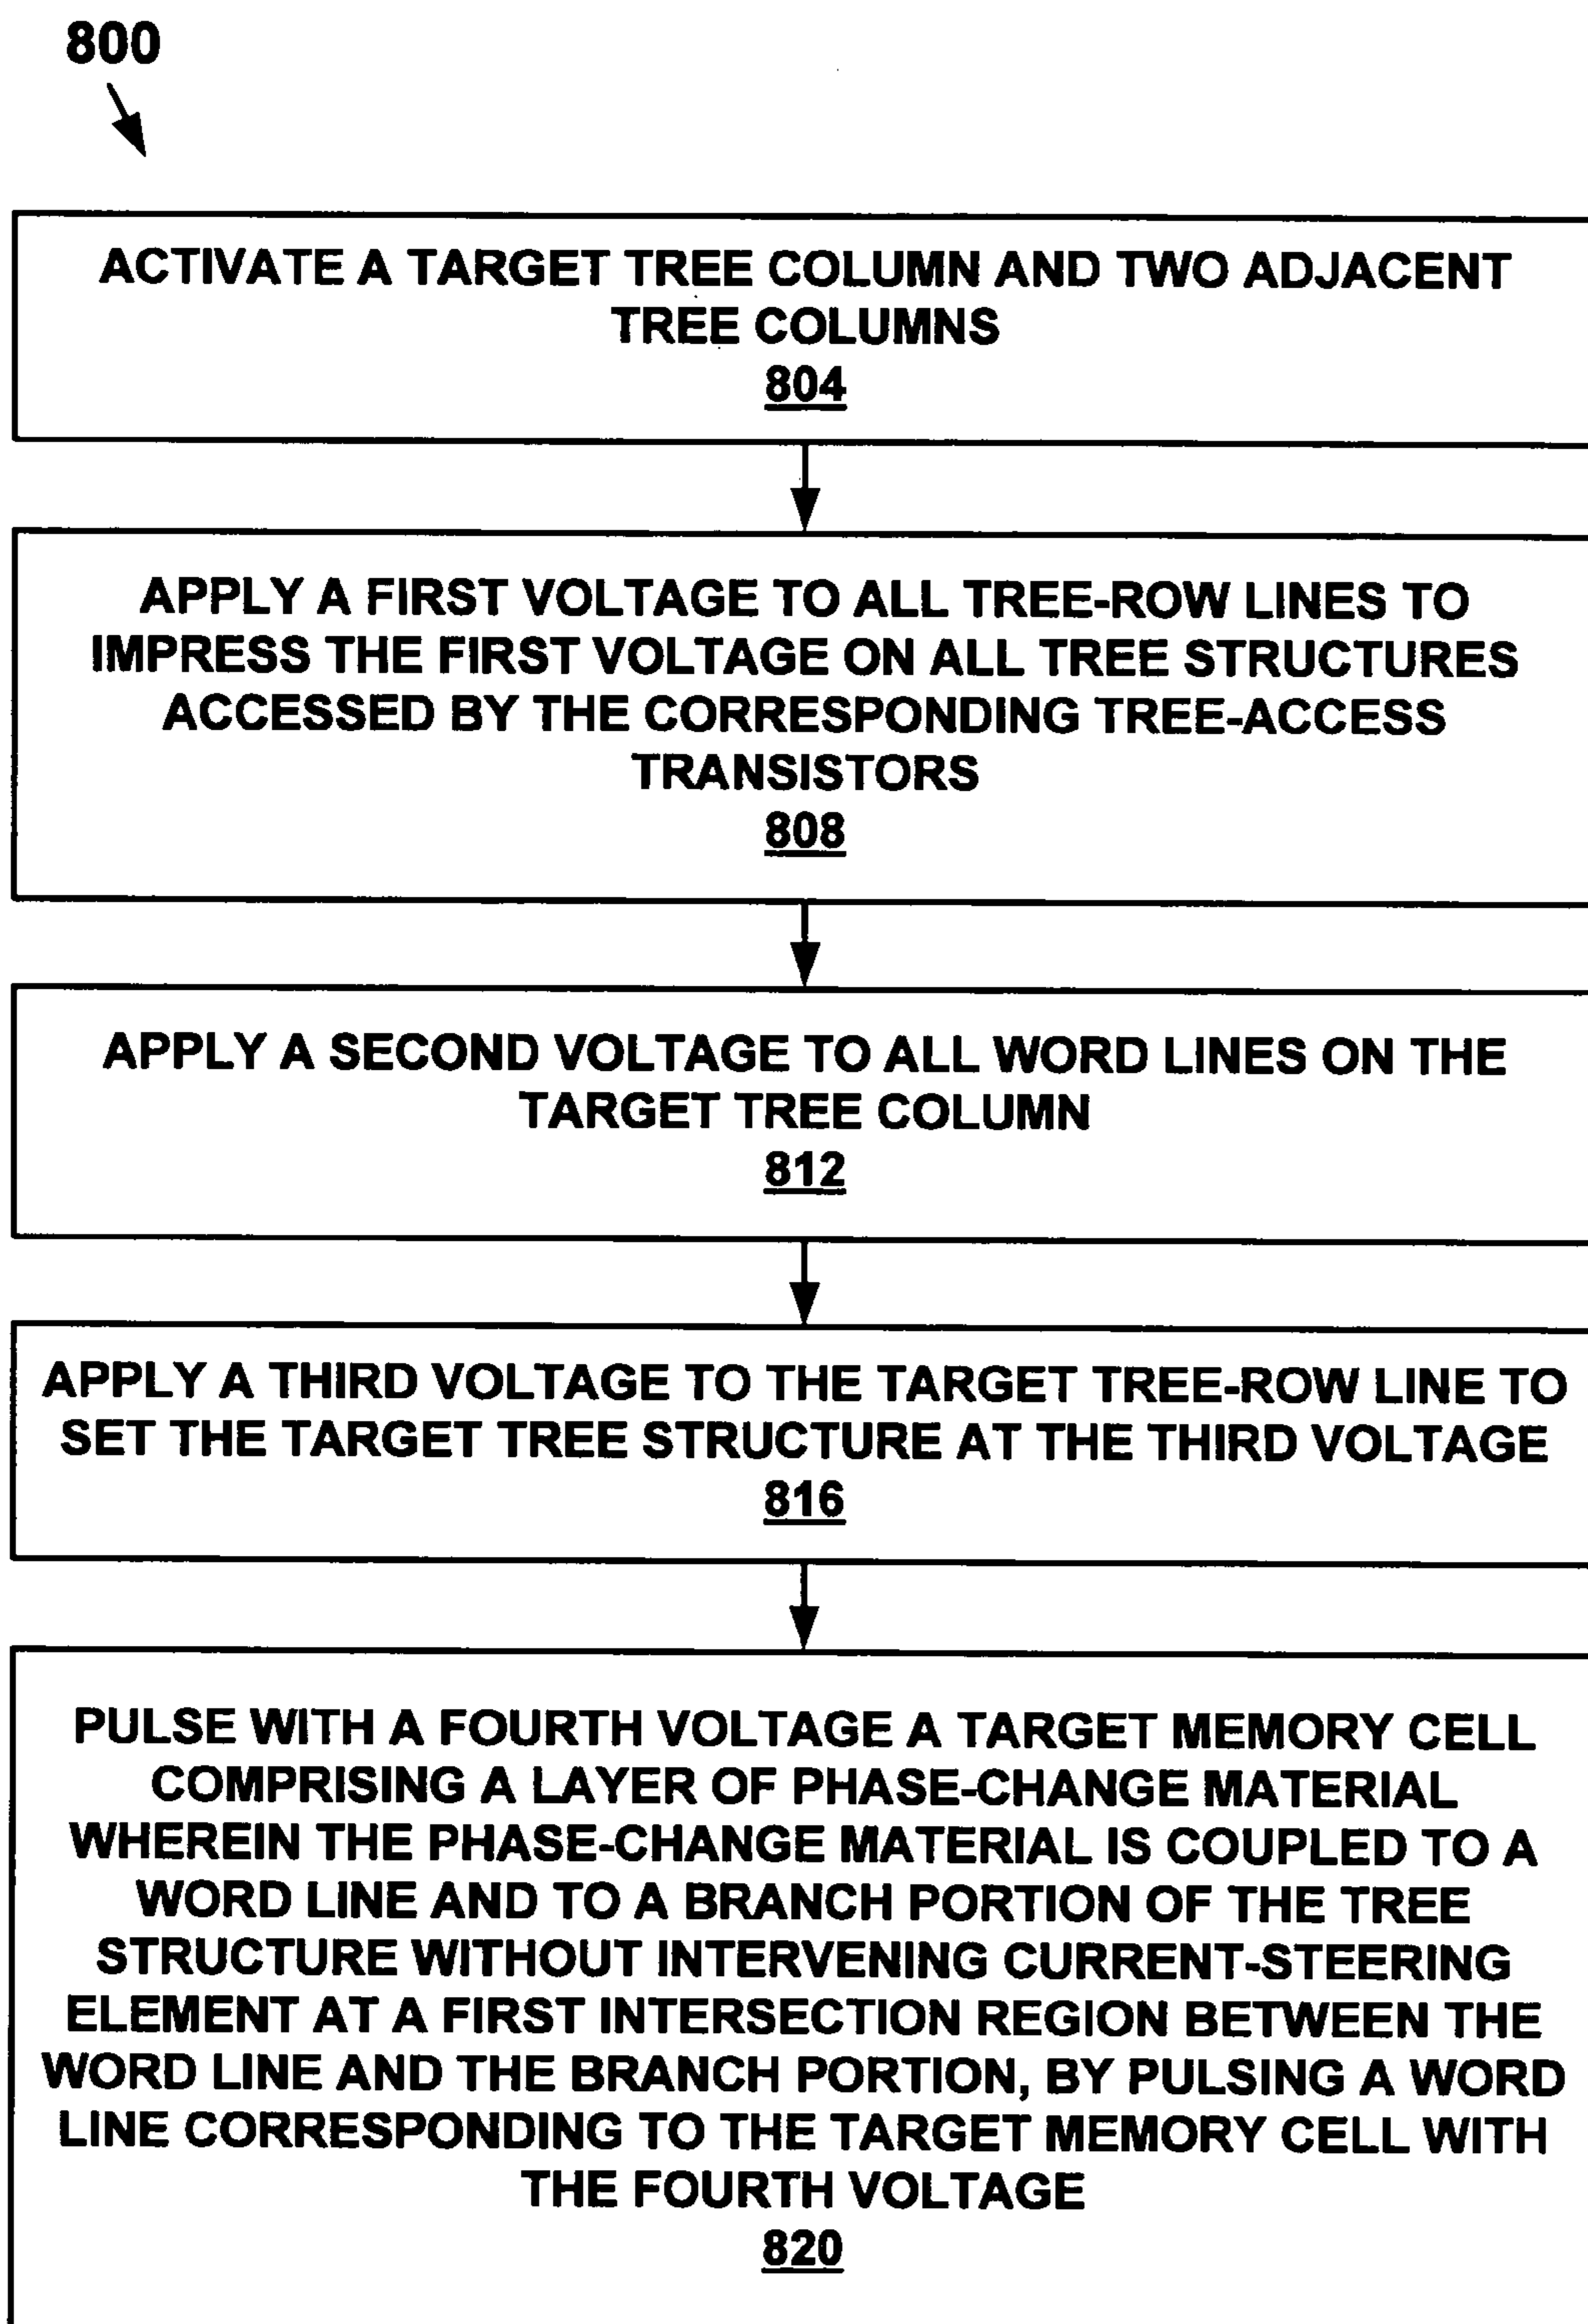 800
ACTIVATE A TARGET TREE COLUMN AND TWO ADJACENT
TREE COLUMNS
804
APPLY A FIRST VOLTAGE TO ALL TREE-ROW LINES TO
IMPRESS THE FIRST VOLTAGE ON ALL TREE STRUCTURES
ACCESSED BY THE CORRESPONDING TREE-ACCESS
TRANSISTORS
808
APPLY A SECOND VOLTAGE TO ALL WORD LINES ON THE
TARGET TREE COLUMN
812
APPLY A THIRD VOLTAGE TO THE TARGET TREE-ROW LINE TO
SET THE TARGET TREE STRUCTURE AT THE THIRD VOLTAGE
816
PULSE WITH A FOURTH VOLTAGE A TARGET MEMORY CELL
COMPRISING A LAYER OF PHASE-CHANGE MATERIAL
WHEREIN THE PHASE-CHANGE MATERIAL IS COUPLED TO A
WORD LINE AND TO A BRANCH PORTION OF THE TREE
STRUCTURE WITHOUT INTERVENING CURRENT-STEERING
ELEMENT AT A FIRST INTERSECTION REGION BETWEEN THE
WORD LINE AND THE BRANCH PORTION, BY PULSING A WORD
LINE CORRESPONDING TO THE TARGET MEMORY CELL WITH
THE FOURTH VOLTAGE
820